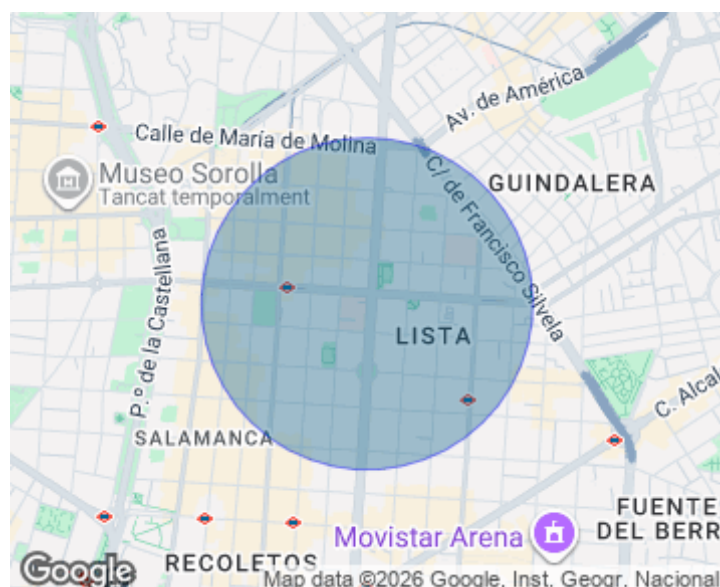 Av. de América
Calle de María de Molina
Museo Sorolla
Tancat temporalment
C/ de Francisco Silvela
GUINDALERA
P.º de la Castellana
LISTA
C. Alcal
SALAMANCA
FUENTE
DEL BERR
Movistar Arena
RECOLETOS
Google
Map data ©2026 Google, Inst. Geogr. Nacional